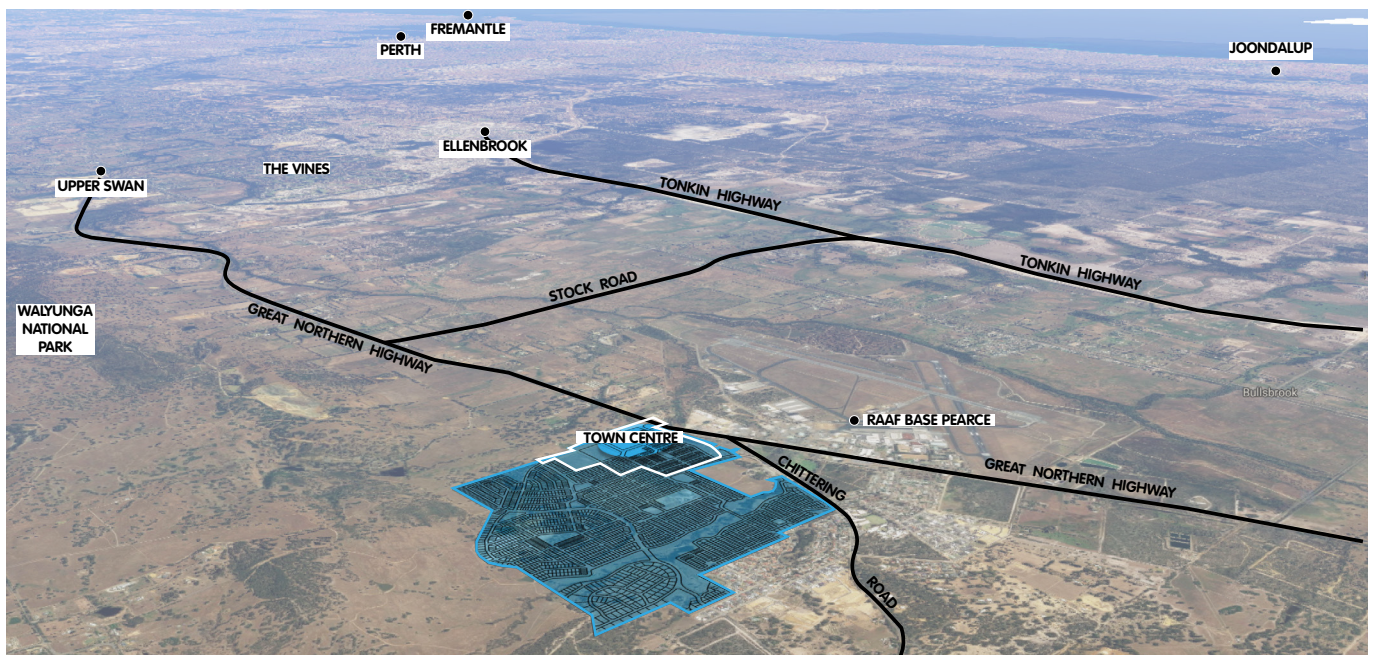 FREMANTLE
PERTH
JOONDALUP
ELLENBROOK
THE VINES
UPPER SWAN
TONKIN HIGHWAY
TONKIN HIGHWAY
STOCK ROAD
WALYUNGA
NATIONAL
PARK
GREAT NORTHERN HIGHWAY
Bullsbrook
RAAF BASE PEARCE
TOWN CENTRE
CHITTERING
ROAD
GREAT NORTHERN HIGHWAY